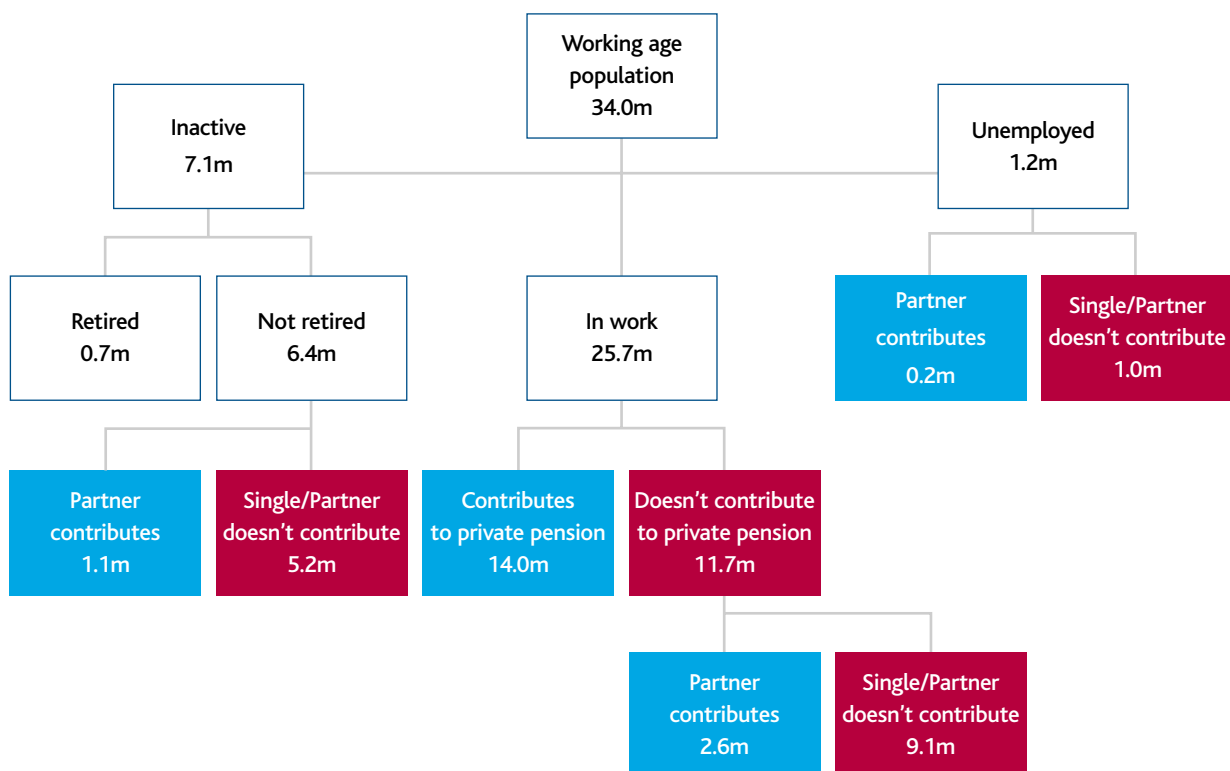 Working age
population
34.0m
Inactive
7.1m
Unemployed
1.2m
Retired
0.7m
Not retired
6.4m
In work
25.7m
Partner
contributes
0.2m
Single/Partner
doesn't contribute
1.0m
Partner
contributes
1.1m
Single/Partner
doesn't contribute
5.2m
Contributes
to private pension
14.0m
Doesn't contribute
to private pension
11.7m
Partner
contributes
2.6m
Single/Partner
doesn't contribute
9.1m